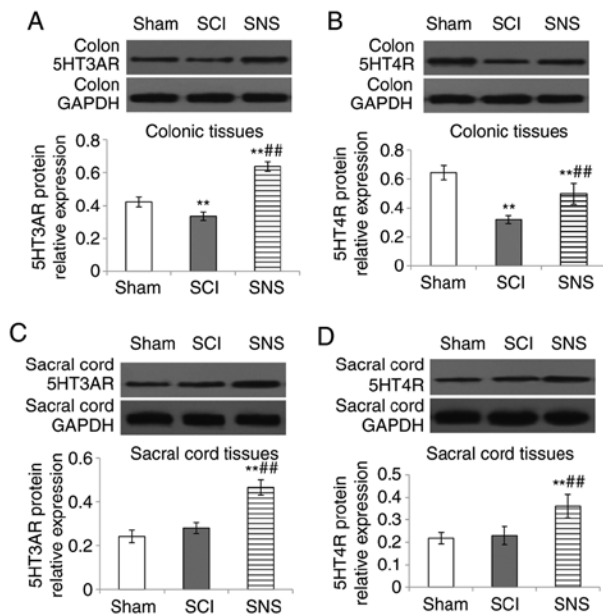 A
Sham SCI SNS
Colon
5HT3AR
Colon
GAPDH
Colonic tissues
5HT3AR protein
relative expression
0.8
0.6
0.4
0.2
0
**
**##
Sham SCI SNS
B
Sham SCI SNS
Colon
5HT4R
Colon
GAPDH
Colonic tissues
5HT4R protein
relative expression
0.8
0.6
0.4
0.2
0
**
**##
Sham SCI SNS
C
Sham SCI SNS
Sacral cord
5HT3AR
Sacral cord
GAPDH
Sacral cord tissues
5HT3AR protein
relative expression
0.6
0.4
0.2
0
**##
Sham SCI SNS
D
Sham SCI SNS
Sacral cord
5HT4R
Sacral cord
GAPDH
Sacral cord tissues
5HT4R protein
relative expression
0.5
0.4
0.3
0.2
0.1
0
**##
Sham SCI SNS